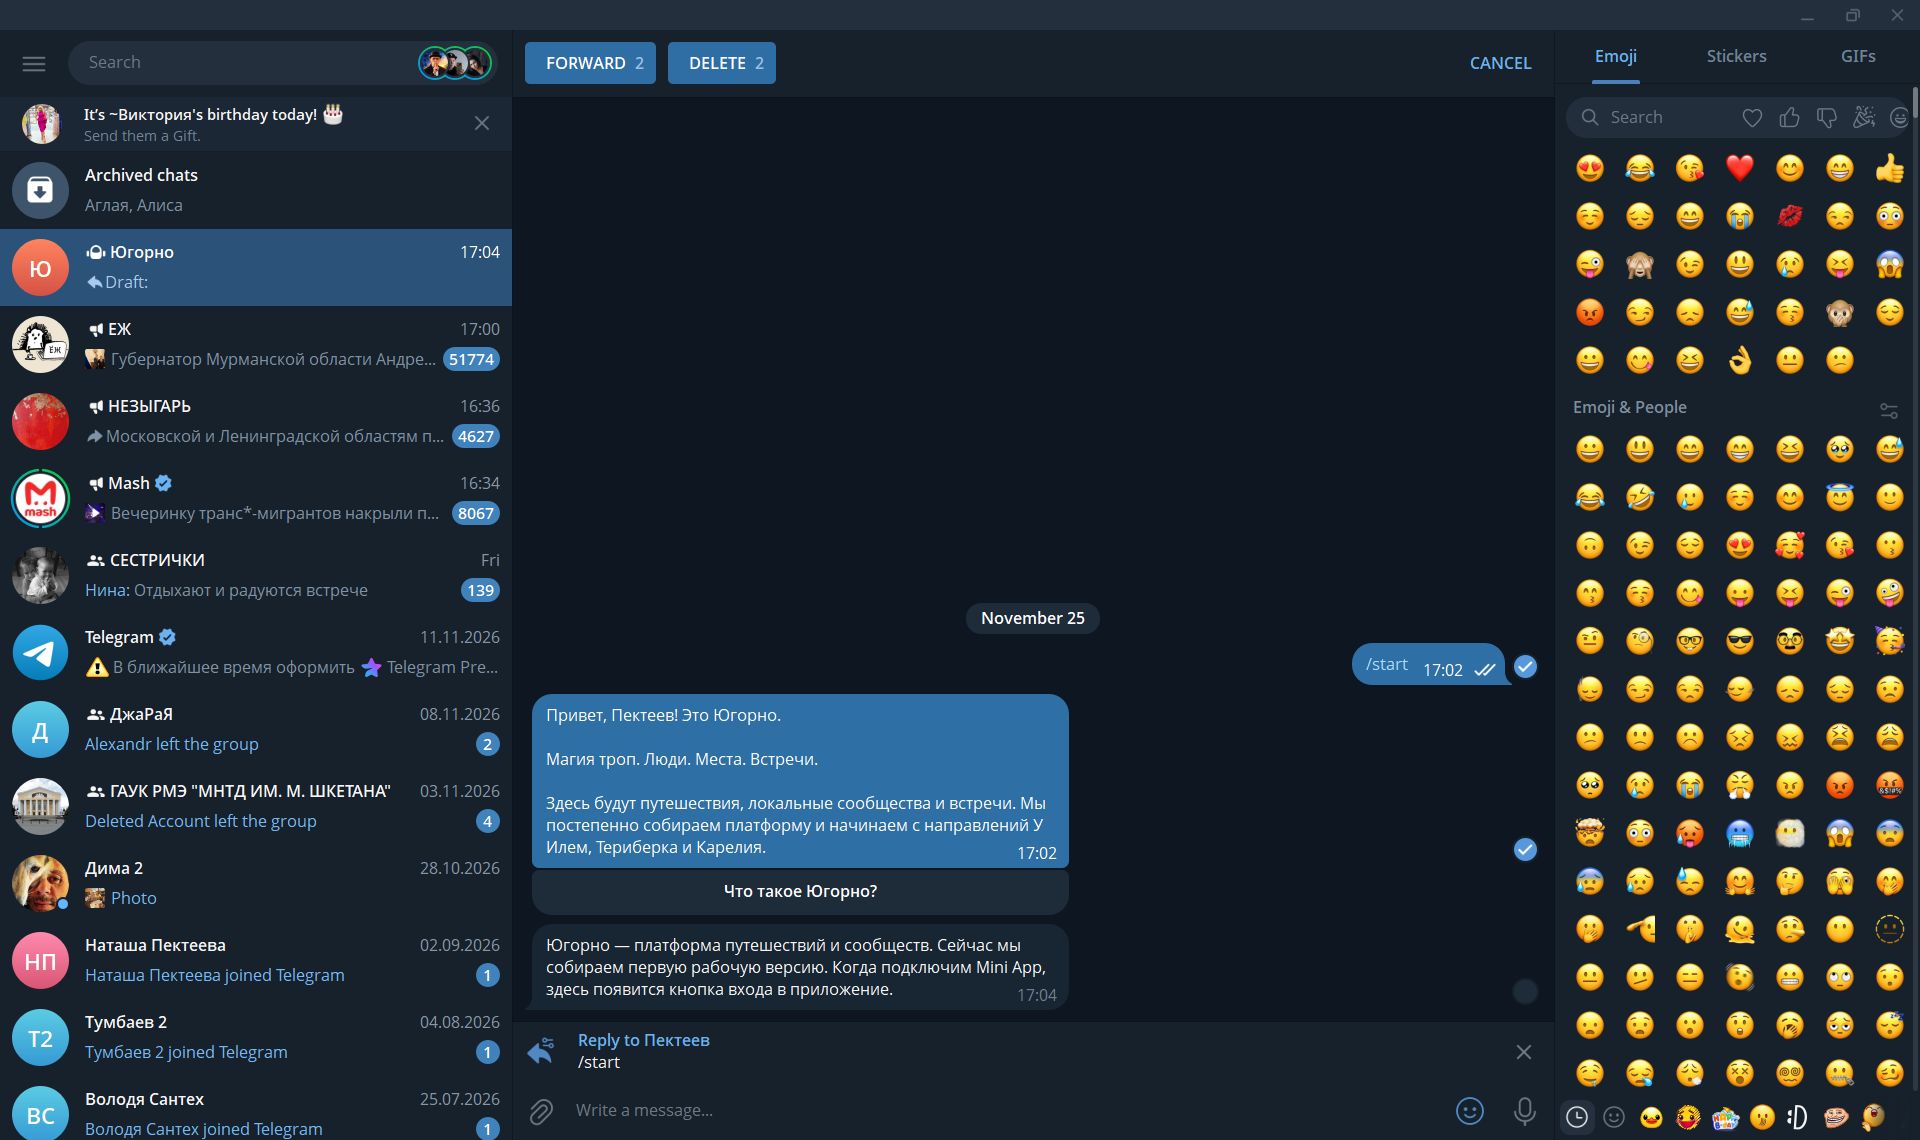 Search
It's ~Виктория's birthday today! 🎂
Send them a Gift.
Archived chats
Аглая, Алиса
Ю
Югорно
17:04
Draft:
ЕЖ
ЕЖ
17:00
Губернатор Мурманской области Андре...
51774
НЕЗЫГАРЬ
16:36
Московской и Ленинградской областям п...
4627
mash
Mash
16:34
Вечеринку транс*-мигрантов накрыли п...
8067
СЕСТРИЧКИ
Fri
Нина: Отдыхают и радуются встрече
139
Telegram
11.11.2026
⚠️ В ближайшее время оформить Telegram Pre...
Д
ДжаРаЯ
08.11.2026
Alexandr left the group
2
ГАУК РМЭ "МНТД ИМ. М. ШКЕТАНА"
03.11.2026
Deleted Account left the group
4
Дима 2
28.10.2026
Photo
НП
Наташа Пектеева
02.09.2026
Наташа Пектеева joined Telegram
1
Т2
Тумбаев 2
04.08.2026
Тумбаев 2 joined Telegram
1
ВС
Володя Сантех
25.07.2026
Володя Сантех joined Telegram
1
FORWARD 2
DELETE 2
CANCEL
November 25
/start 17:02
Привет, Пектеев! Это Югорно.
Магия троп. Люди. Места. Встречи.
Здесь будут путешествия, локальные сообщества и встречи. Мы
постепенно собираем платформу и начинаем с направлений У
Илем, Териберка и Карелия.
17:02
Что такое Югорно?
Югорно — платформа путешествий и сообществ. Сейчас мы
собираем первую рабочую версию. Когда подключим Mini App,
здесь появится кнопка входа в приложение.
17:04
Reply to Пектеев
/start
Write a message...
Emoji
Stickers
GIFs
Search
Emoji & People